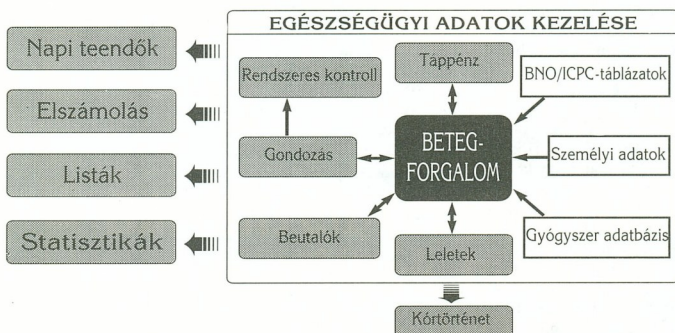 EGÉSZSÉGÜGYI ADATOK KEZELÉSE
Napi teendők
Elszámolás
Listák
Statisztikák
Rendszeres kontroll
Táppénz
BNO/ICPC-táblázatok
Gondozás
BETEG-
FORGALOM
Személyi adatok
Beutalók
Leletek
Gyógyszer adatbázis
Kórtörténet